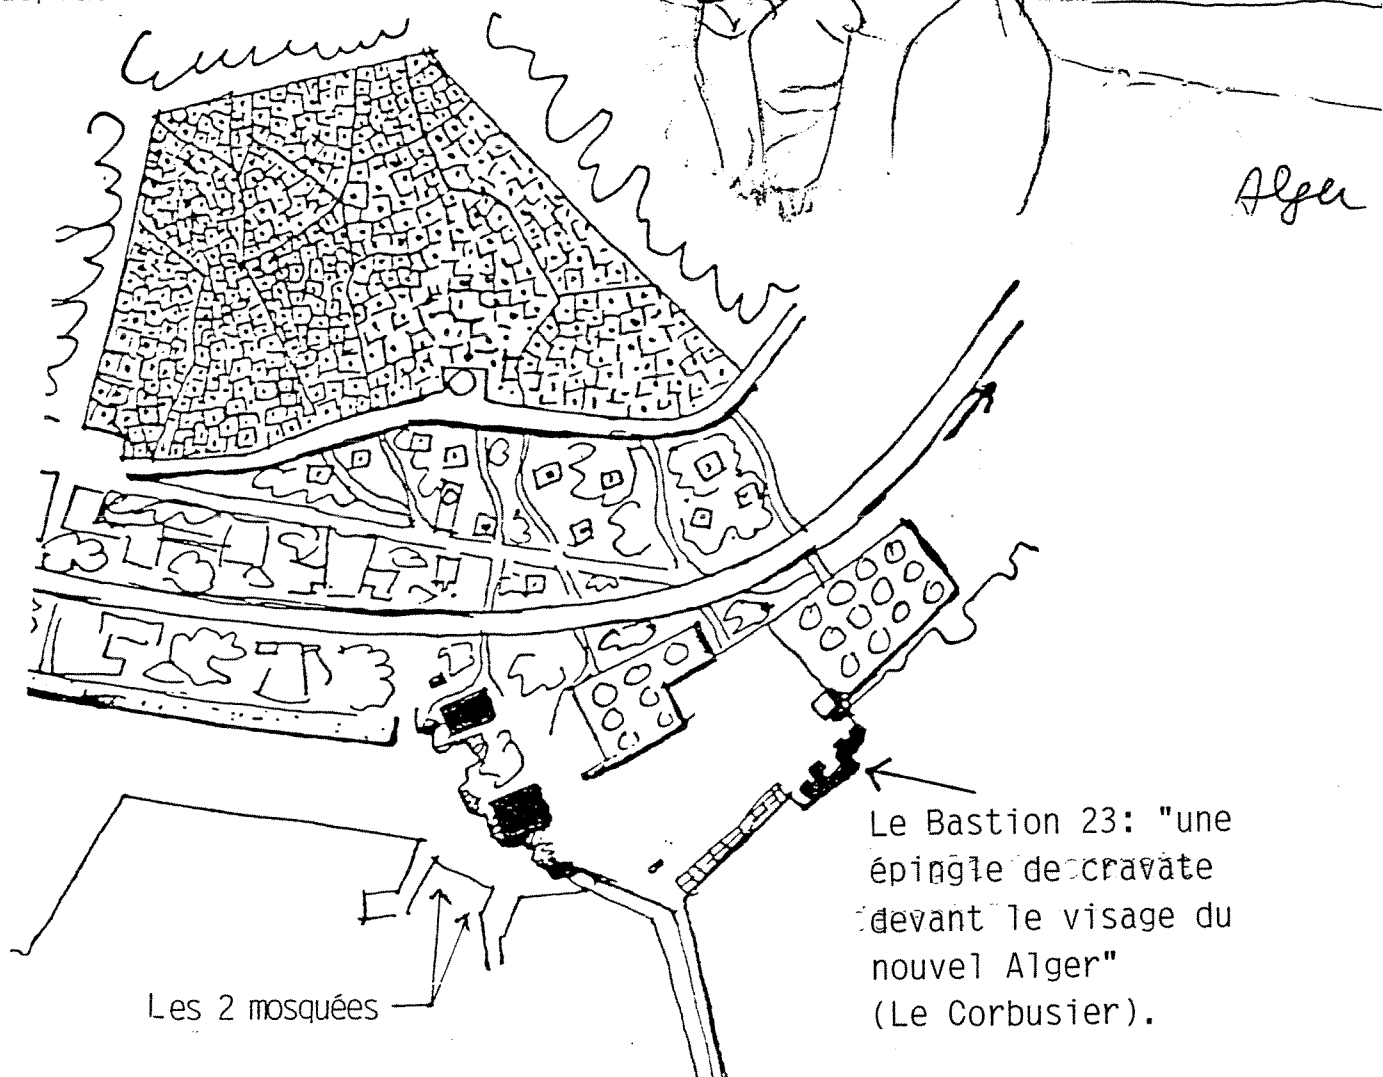 Alger
Le Bastion 23: "une
épingle de cravate
devant le visage du
nouvel Alger"
(Le Corbusier).
Les 2 mosquées